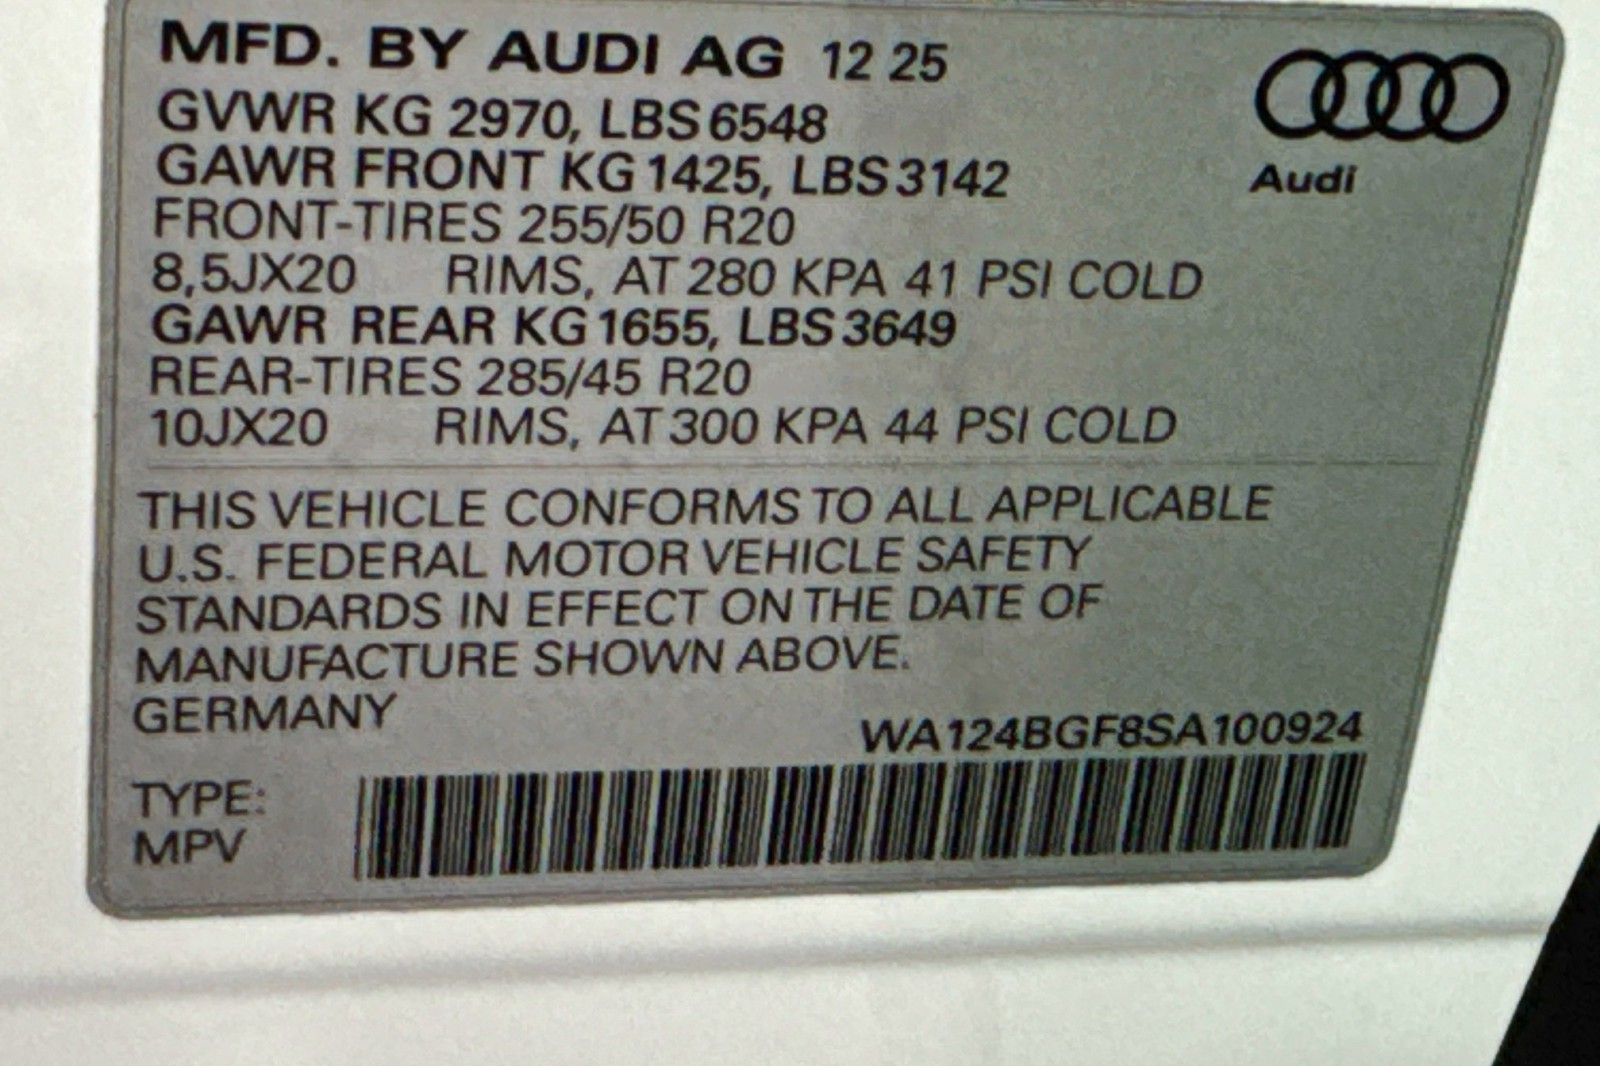 MFD. BY AUDI AG 12 25
GVWR KG 2970, LBS 6548
GAWR FRONT KG 1425, LBS 3142
Audi
FRONT-TIRES 255/50 R20
8,5JX20 RIMS, AT 280 KPA 41 PSI COLD
GAWR REAR KG 1655, LBS 3649
REAR-TIRES 285/45 R20
10JX20 RIMS, AT 300 KPA 44 PSI COLD
THIS VEHICLE CONFORMS TO ALL APPLICABLE
U.S. FEDERAL MOTOR VEHICLE SAFETY
STANDARDS IN EFFECT ON THE DATE OF
MANUFACTURE SHOWN ABOVE.
GERMANY
WA124BGF8SA100924
TYPE:
MPV